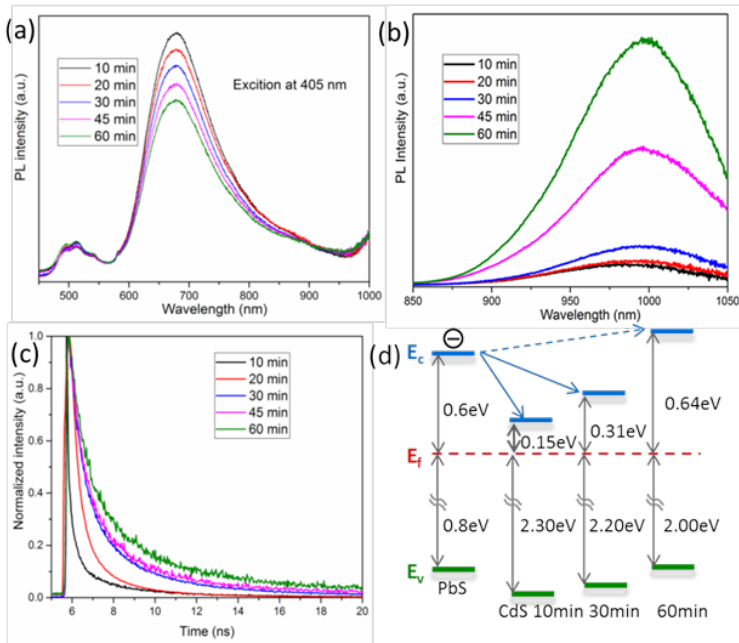 (a)
10 min
20 min
30 min
45 min
60 min
Excition at 405 nm
PL intensity (a.u.)
500 600 700 800 900 1000
Wavelength (nm)
(b)
10 min
20 min
30 min
45 min
60 min
PL Intensity (a.u.)
850 900 950 1000 1050
Wavelength (nm)
(c)
10 min
20 min
30 min
45 min
60 min
Normalized intensity (a.u.)
1.0
0.8
0.6
0.4
0.2
0.0
6 8 10 12 14 16 18 20
Time (ns)
(d)
Ec
0.6eV
0.15eV
0.31eV
0.64eV
Ef
0.8eV
2.30eV
2.20eV
2.00eV
Ev
PbS
CdS 10min 30min 60min